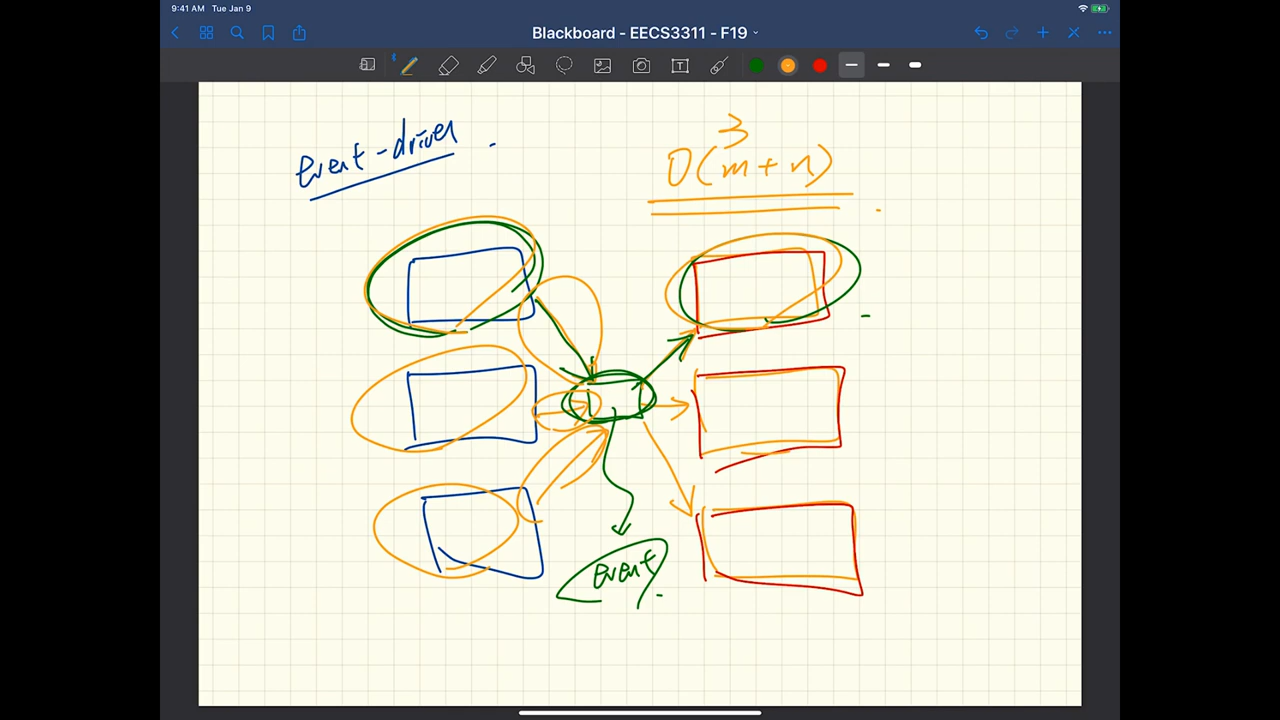 9:41 AM Tue Jan 9
Blackboard - EECS3311 - F19
event-driven
3
O(m+n)
event